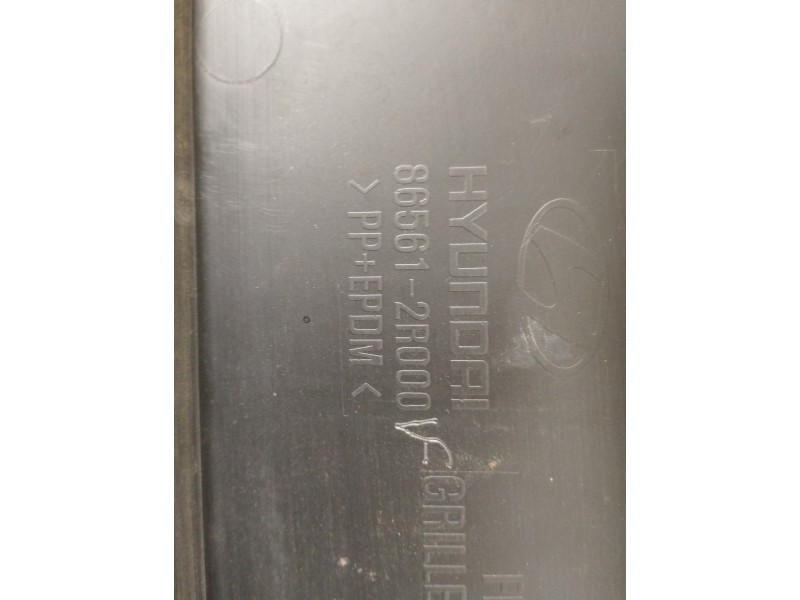 HYUNDAI
86561-2R000
>PP+EPDM<
GRILLE